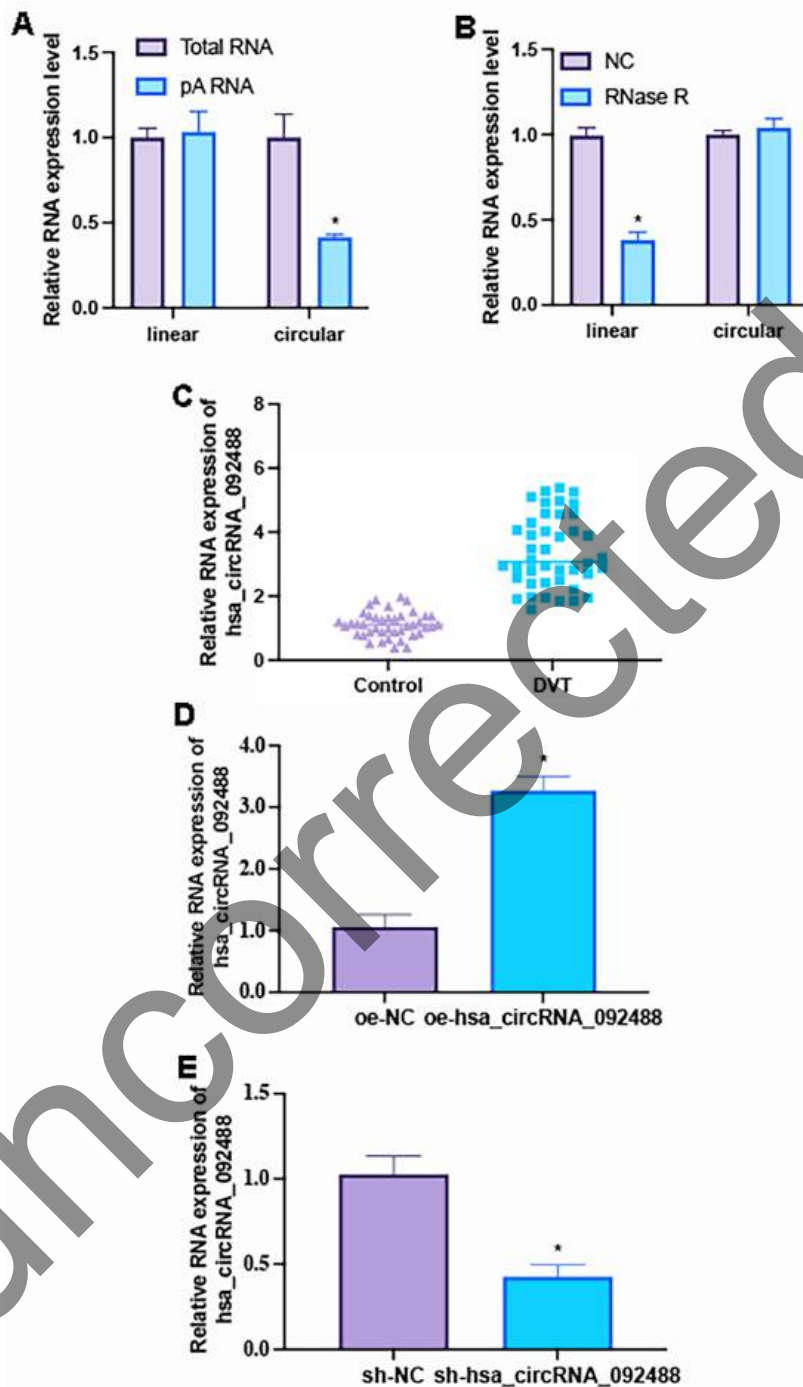 A
Relative RNA expression level
1.5
1.0
0.5
0.0
Total RNA
pA RNA
*
linear
circular
B
Relative RNA expression level
1.5
1.0
0.5
0.0
NC
RNase R
*
linear
circular
C
Relative RNA expression of
hsa_circRNA_092488
8
6
4
2
0
Control
DVT
D
Relative RNA expression of
hsa_circRNA_092488
4.0
3.0
2.0
1.0
0.0
*
oe-NC
oe-hsa_circRNA_092488
E
Relative RNA expression of
hsa_circRNA_092488
1.5
1.0
0.5
0.0
*
sh-NC
sh-hsa_circRNA_092488
uncorrected